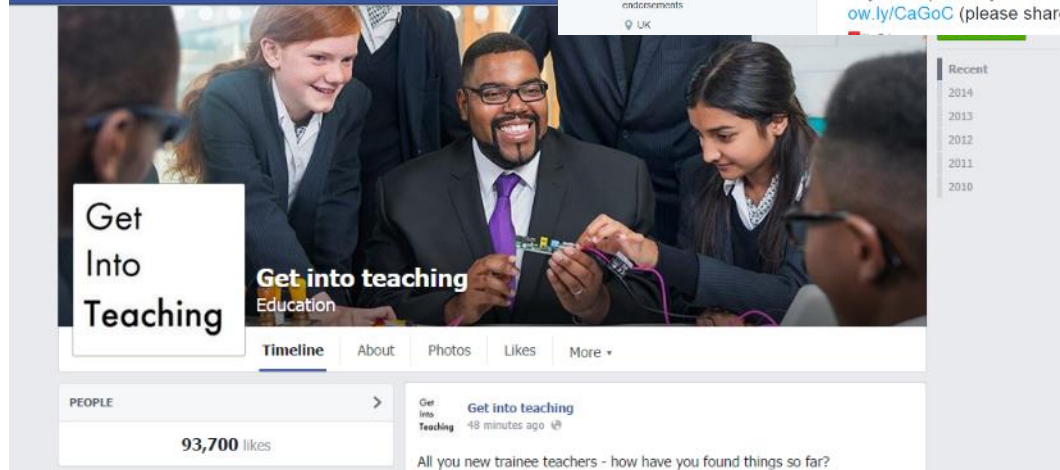 endorsements
UK
ow.ly/CaGoC (please share
Recent
2014
2013
2012
2011
2010
Get
Into
Teaching
Get into teaching
Education
Timeline About Photos Likes More
PEOPLE
93,700 likes
Get
Into
Teaching
Get into teaching
48 minutes ago
All you new trainee teachers - how have you found things so far?